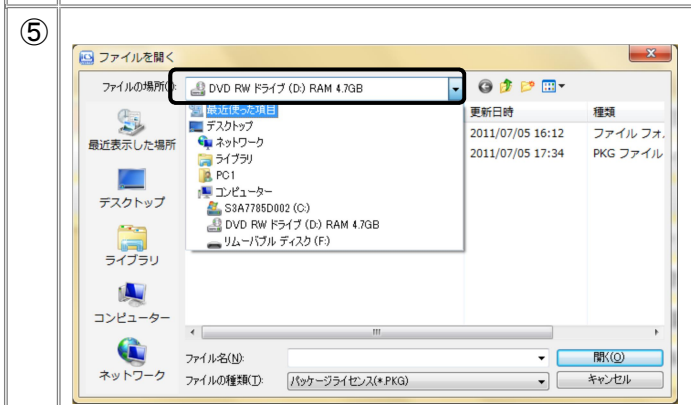 ⑤
ファイルを開く
ファイルの場所(I):
DVD RW ドライブ (D:) RAM 4.7GB
最近使った項目
デスクトップ
ネットワーク
ライブラリ
PC1
コンピューター
S3A7785D002 (C:)
DVD RW ドライブ (D:) RAM 4.7GB
リムーバブル ディスク (F:)
更新日時 種類
2011/07/05 16:12 ファイル フォ.
2011/07/05 17:34 PKG ファイル
最近表示した場所
デスクトップ
ライブラリ
コンピューター
ネットワーク
ファイル名(N):
開く(O)
ファイルの種類(T):
パッケージライセンス(*.PKG)
キャンセル